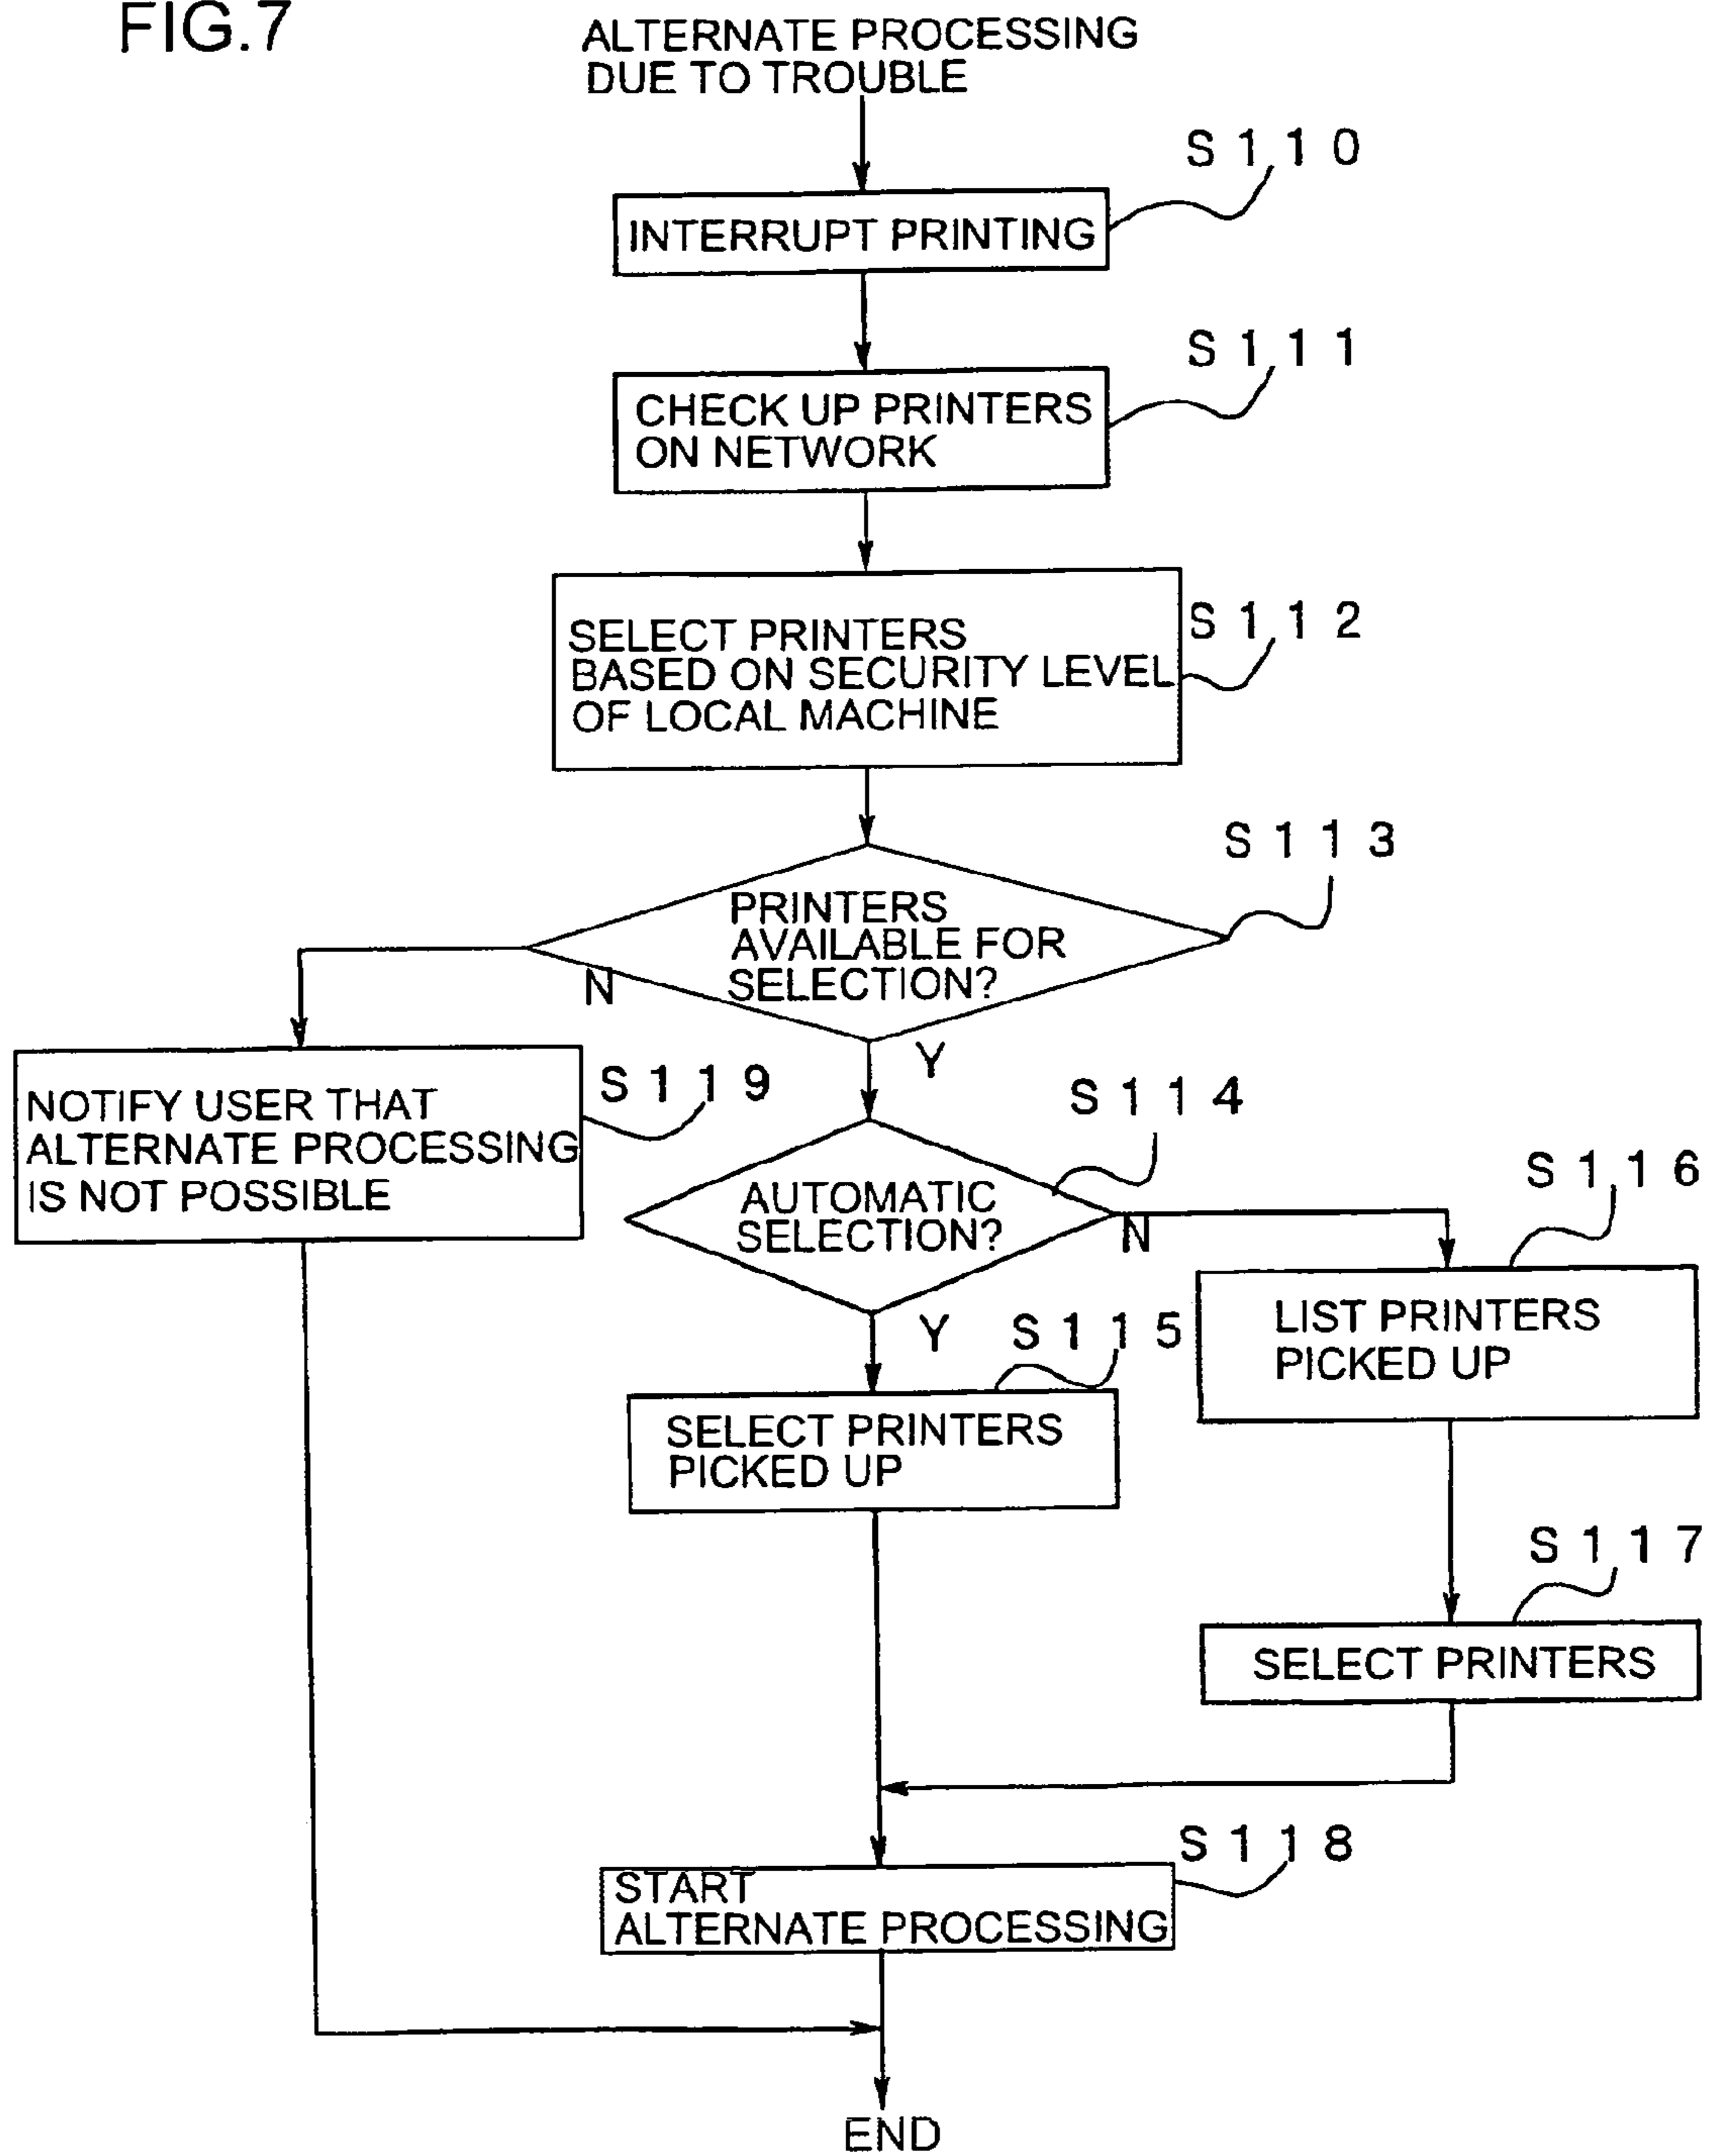 FIG.7
ALTERNATE PROCESSING
DUE TO TROUBLE
S110
INTERRUPT PRINTING
S111
CHECK UP PRINTERS
ON NETWORK
S112
SELECT PRINTERS
BASED ON SECURITY LEVEL
OF LOCAL MACHINE
S113
PRINTERS
AVAILABLE FOR
SELECTION?
N
Y
S119
NOTIFY USER THAT
ALTERNATE PROCESSING
IS NOT POSSIBLE
S114
AUTOMATIC
SELECTION?
N
Y
S116
LIST PRINTERS
PICKED UP
S115
SELECT PRINTERS
PICKED UP
S117
SELECT PRINTERS
S118
START
ALTERNATE PROCESSING
END